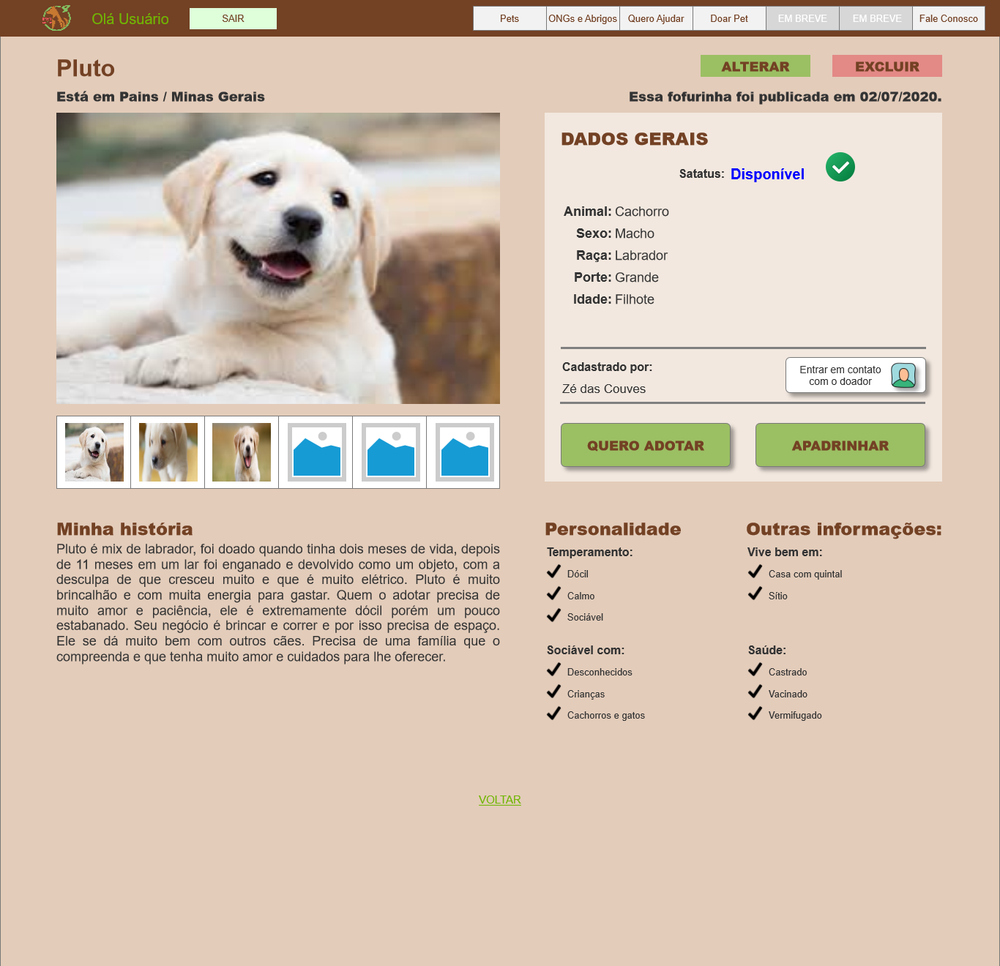 Olá Usuário
SAIR
Pets
ONGs e Abrigos
Quero Ajudar
Doar Pet
EM BREVE
EM BREVE
Fale Conosco
Pluto
ALTERAR
EXCLUIR
Está em Pains / Minas Gerais
Essa fofurinha foi publicada em 02/07/2020.
DADOS GERAIS
Satatus: Disponível
Animal: Cachorro
Sexo: Macho
Raça: Labrador
Porte: Grande
Idade: Filhote
Cadastrado por:
Zé das Couves
Entrar em contato
com o doador
QUERO ADOTAR
APADRINHAR
Minha história
Pluto é mix de labrador, foi doado quando tinha dois meses de vida, depois
de 11 meses em um lar foi enganado e devolvido como um objeto, com a
desculpa de que cresceu muito e que é muito elétrico. Pluto é muito
brincalhão e com muita energia para gastar. Quem o adotar precisa de
muito amor e paciência, ele é extremamente dócil porém um pouco
estabanado. Seu negócio é brincar e correr e por isso precisa de espaço.
Ele se dá muito bem com outros cães. Precisa de uma família que o
compreenda e que tenha muito amor e cuidados para lhe oferecer.
Personalidade
Temperamento:
Dócil
Calmo
Sociável
Sociável com:
Desconhecidos
Crianças
Cachorros e gatos
Outras informações:
Vive bem em:
Casa com quintal
Sítio
Saúde:
Castrado
Vacinado
Vermifugado
VOLTAR